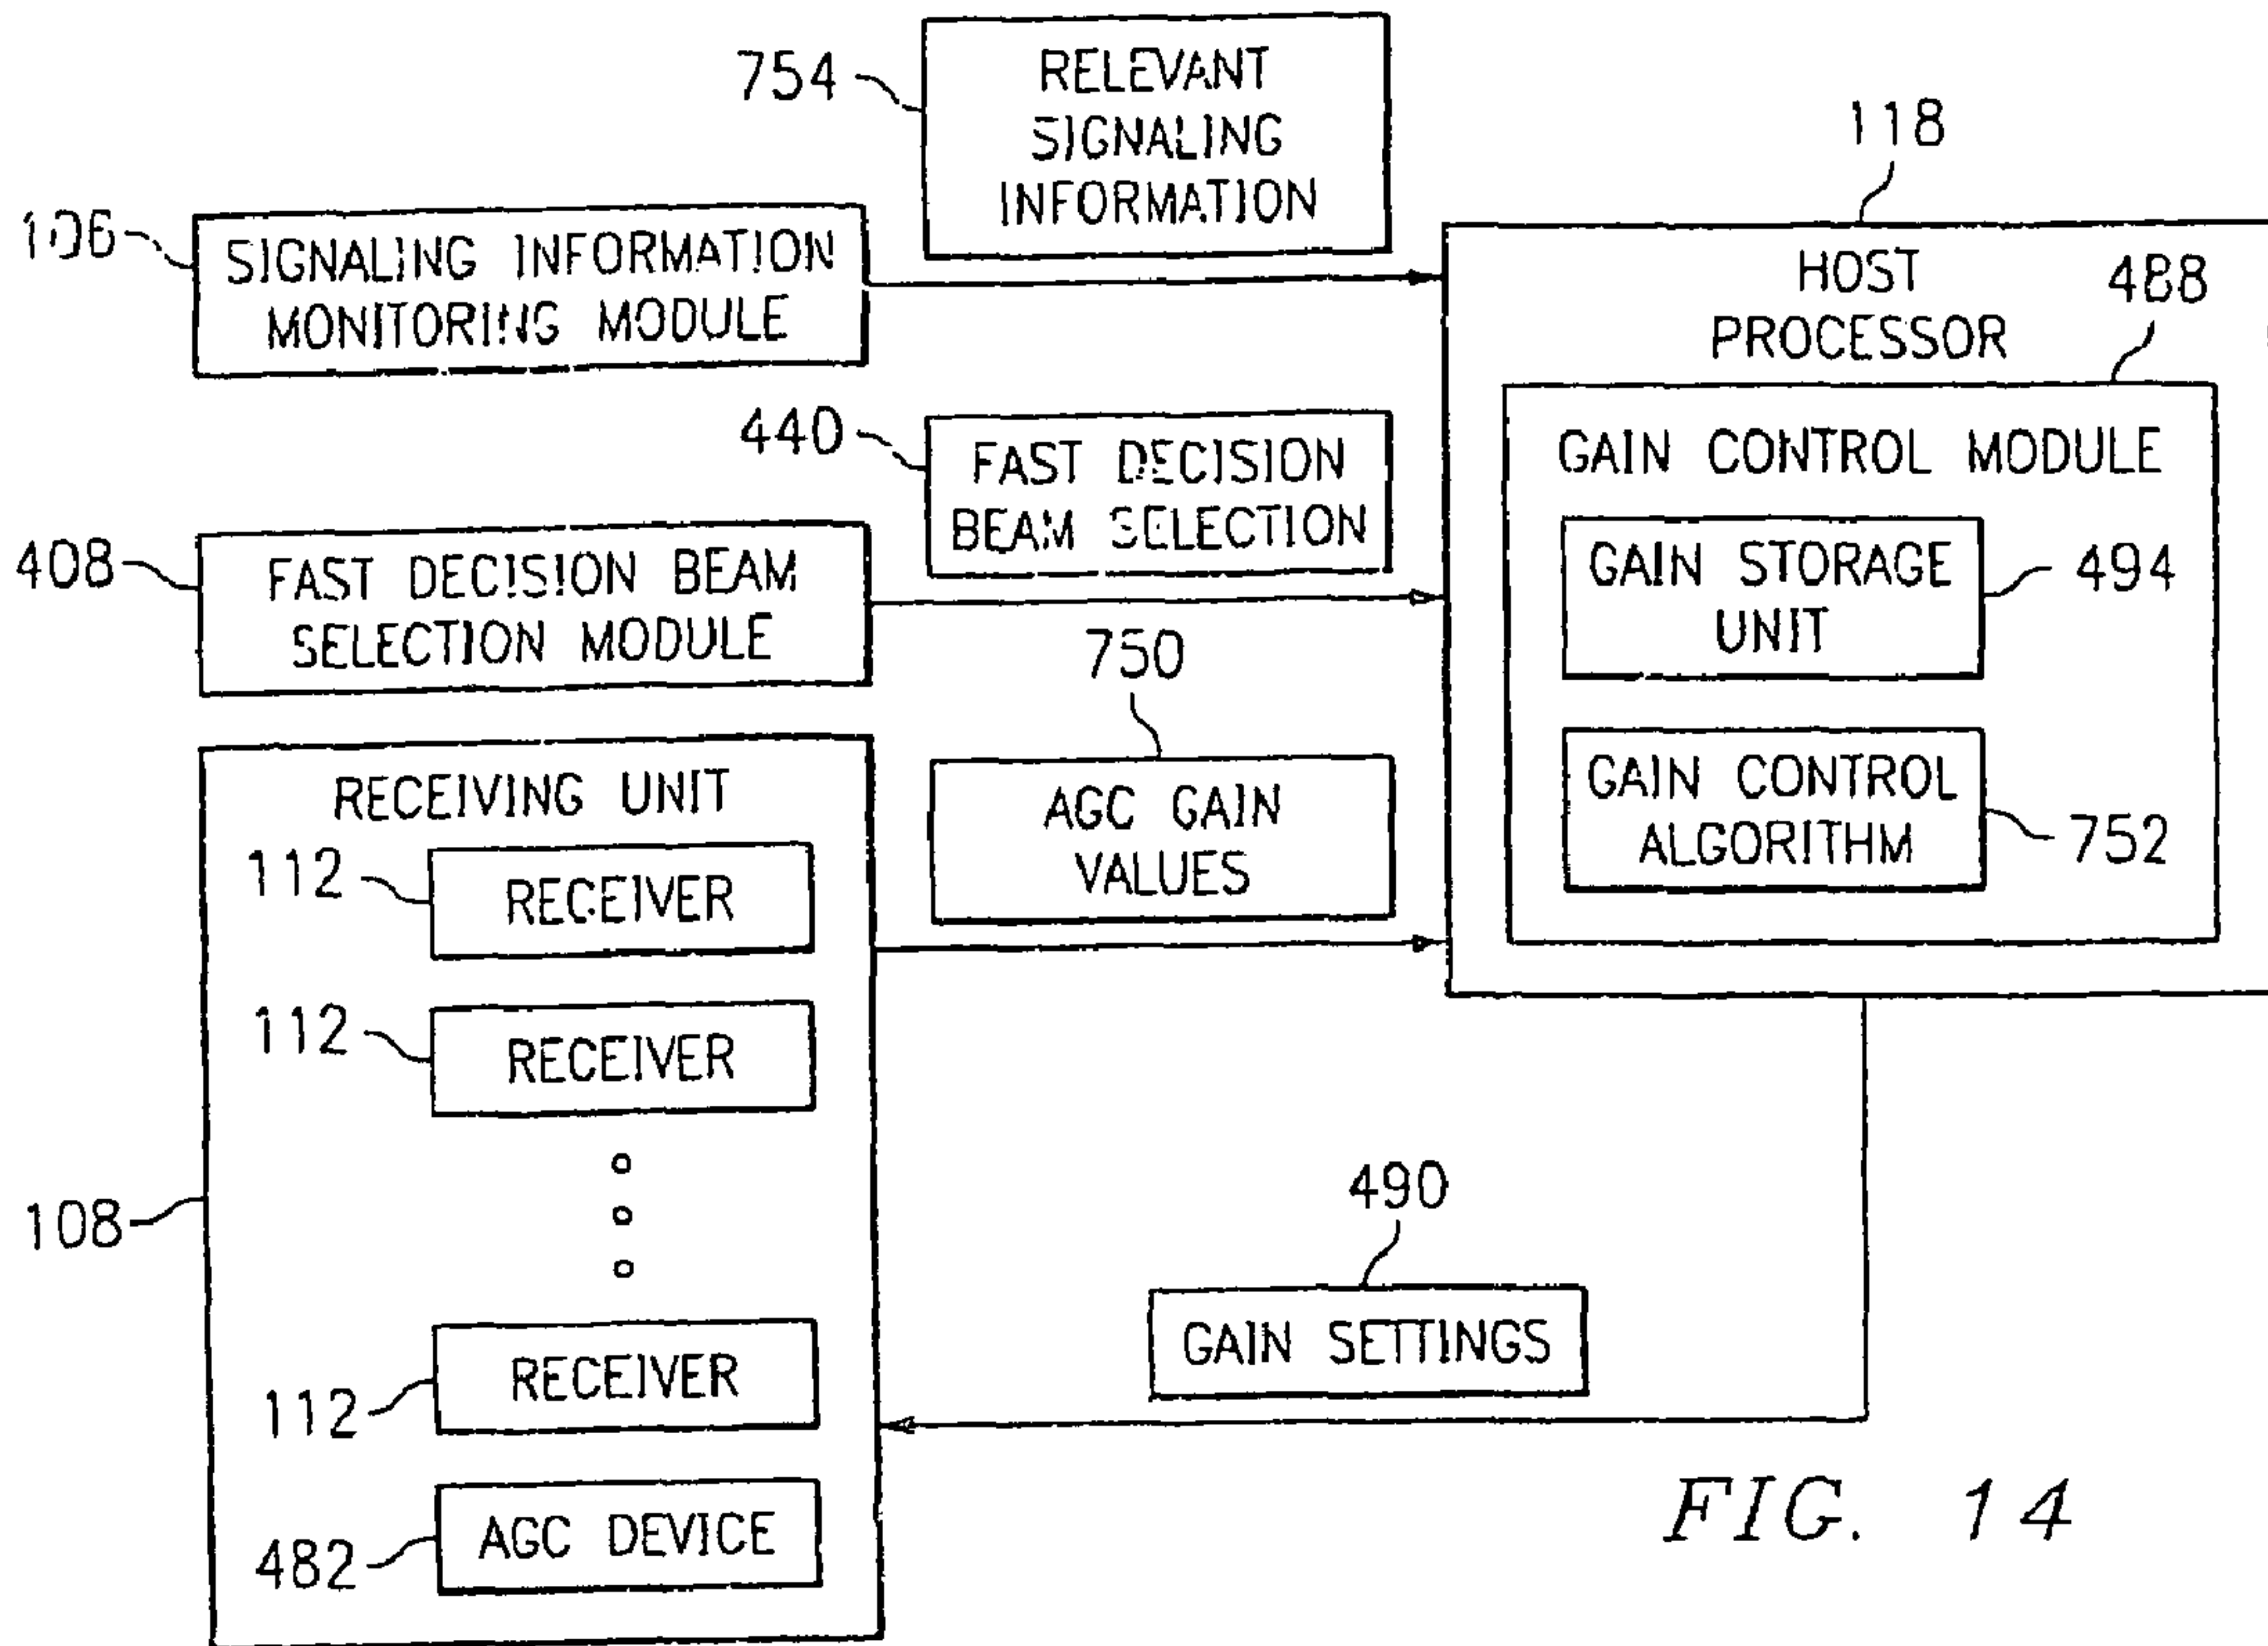 754
RELEVANT
SIGNALING
INFORMATION
118
106
SIGNALING INFORMATION
MONITORING MODULE
HOST
PROCESSOR
488
440
FAST DECISION
BEAM SELECTION
GAIN CONTROL MODULE
408
FAST DECISION BEAM
SELECTION MODULE
GAIN STORAGE
UNIT
494
750
RECEIVING UNIT
AGC GAIN
VALUES
GAIN CONTROL
ALGORITHM
752
112
RECEIVER
112
RECEIVER
108
490
GAIN SETTINGS
112
RECEIVER
482
AGC DEVICE
FIG. 14